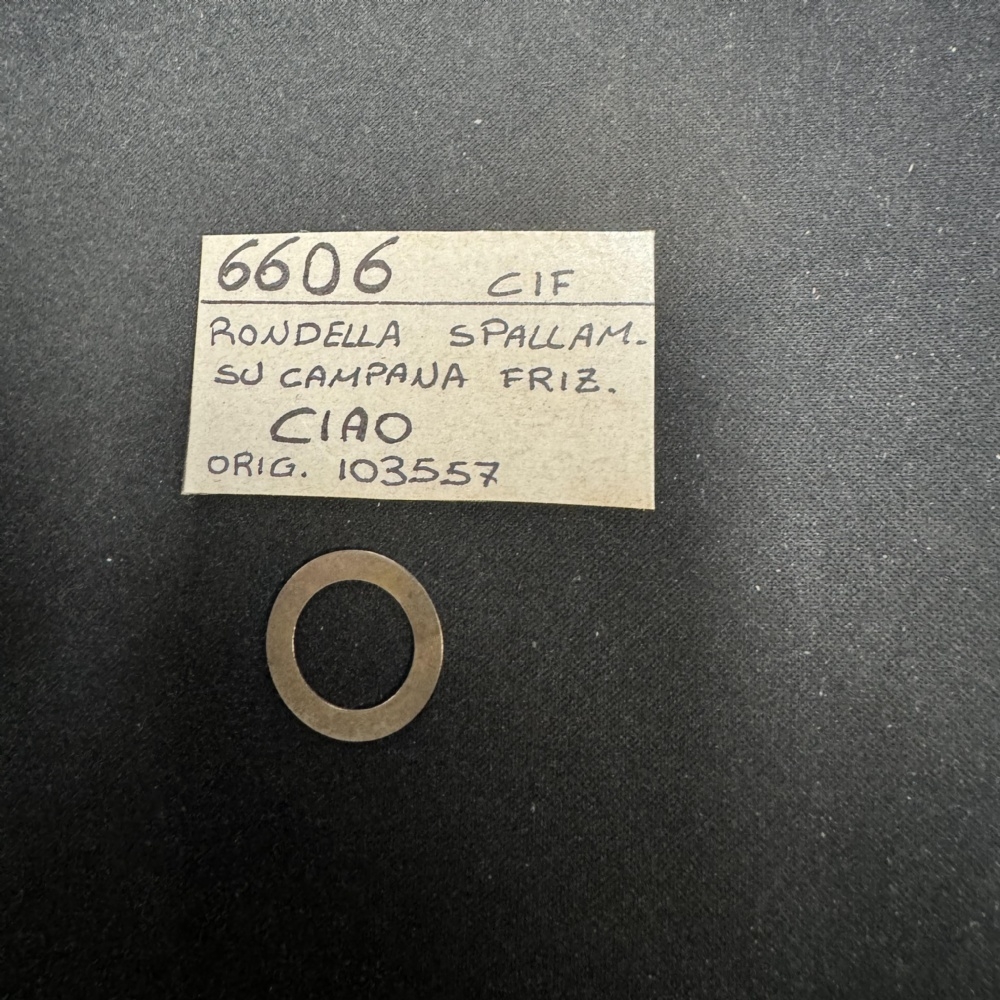 6606 CIF
RONDELLA SPALLAM.
SU CAMPANA FRIZ.
CIAO
ORIG. 103557